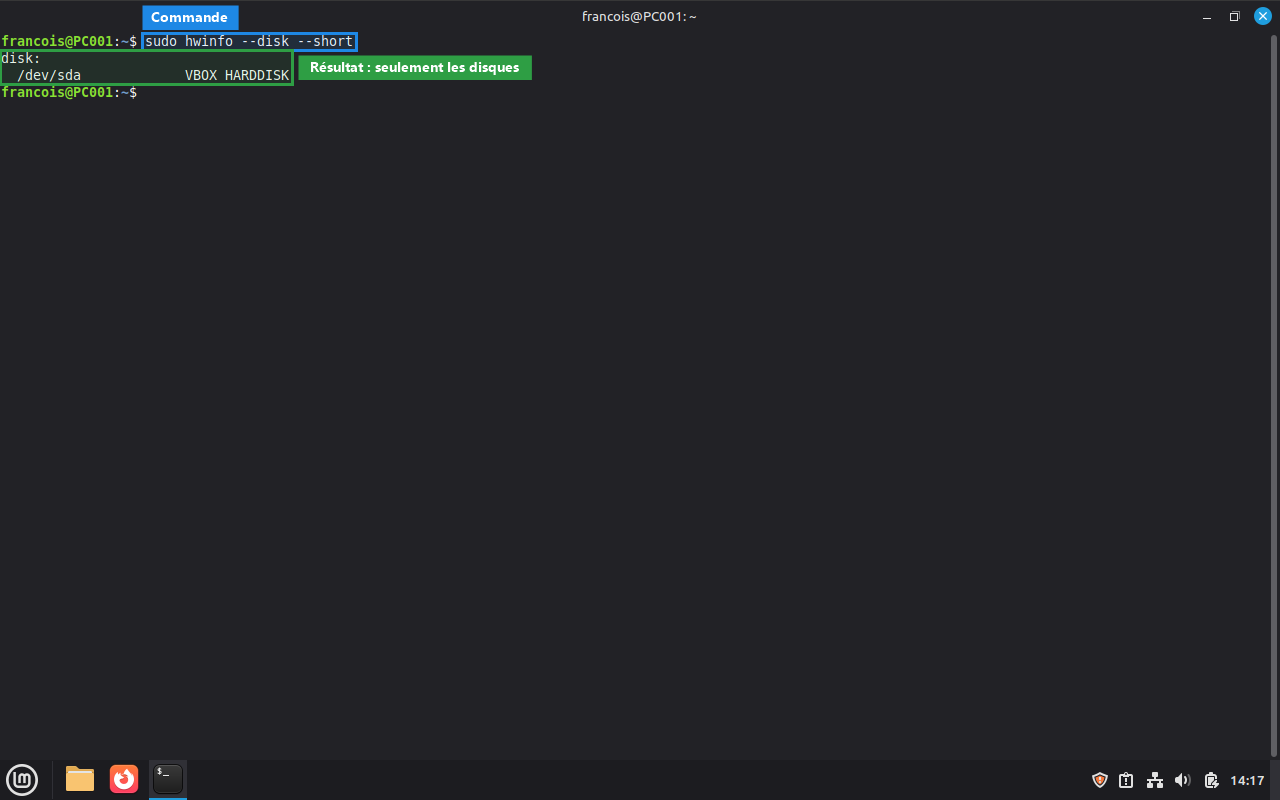 Commande
francois@PC001: ~
francois@PC001:~$ sudo hwinfo --disk --short
disk:
  /dev/sda             VBOX HARDDISK
Résultat : seulement les disques
francois@PC001:~$
$_
14:17